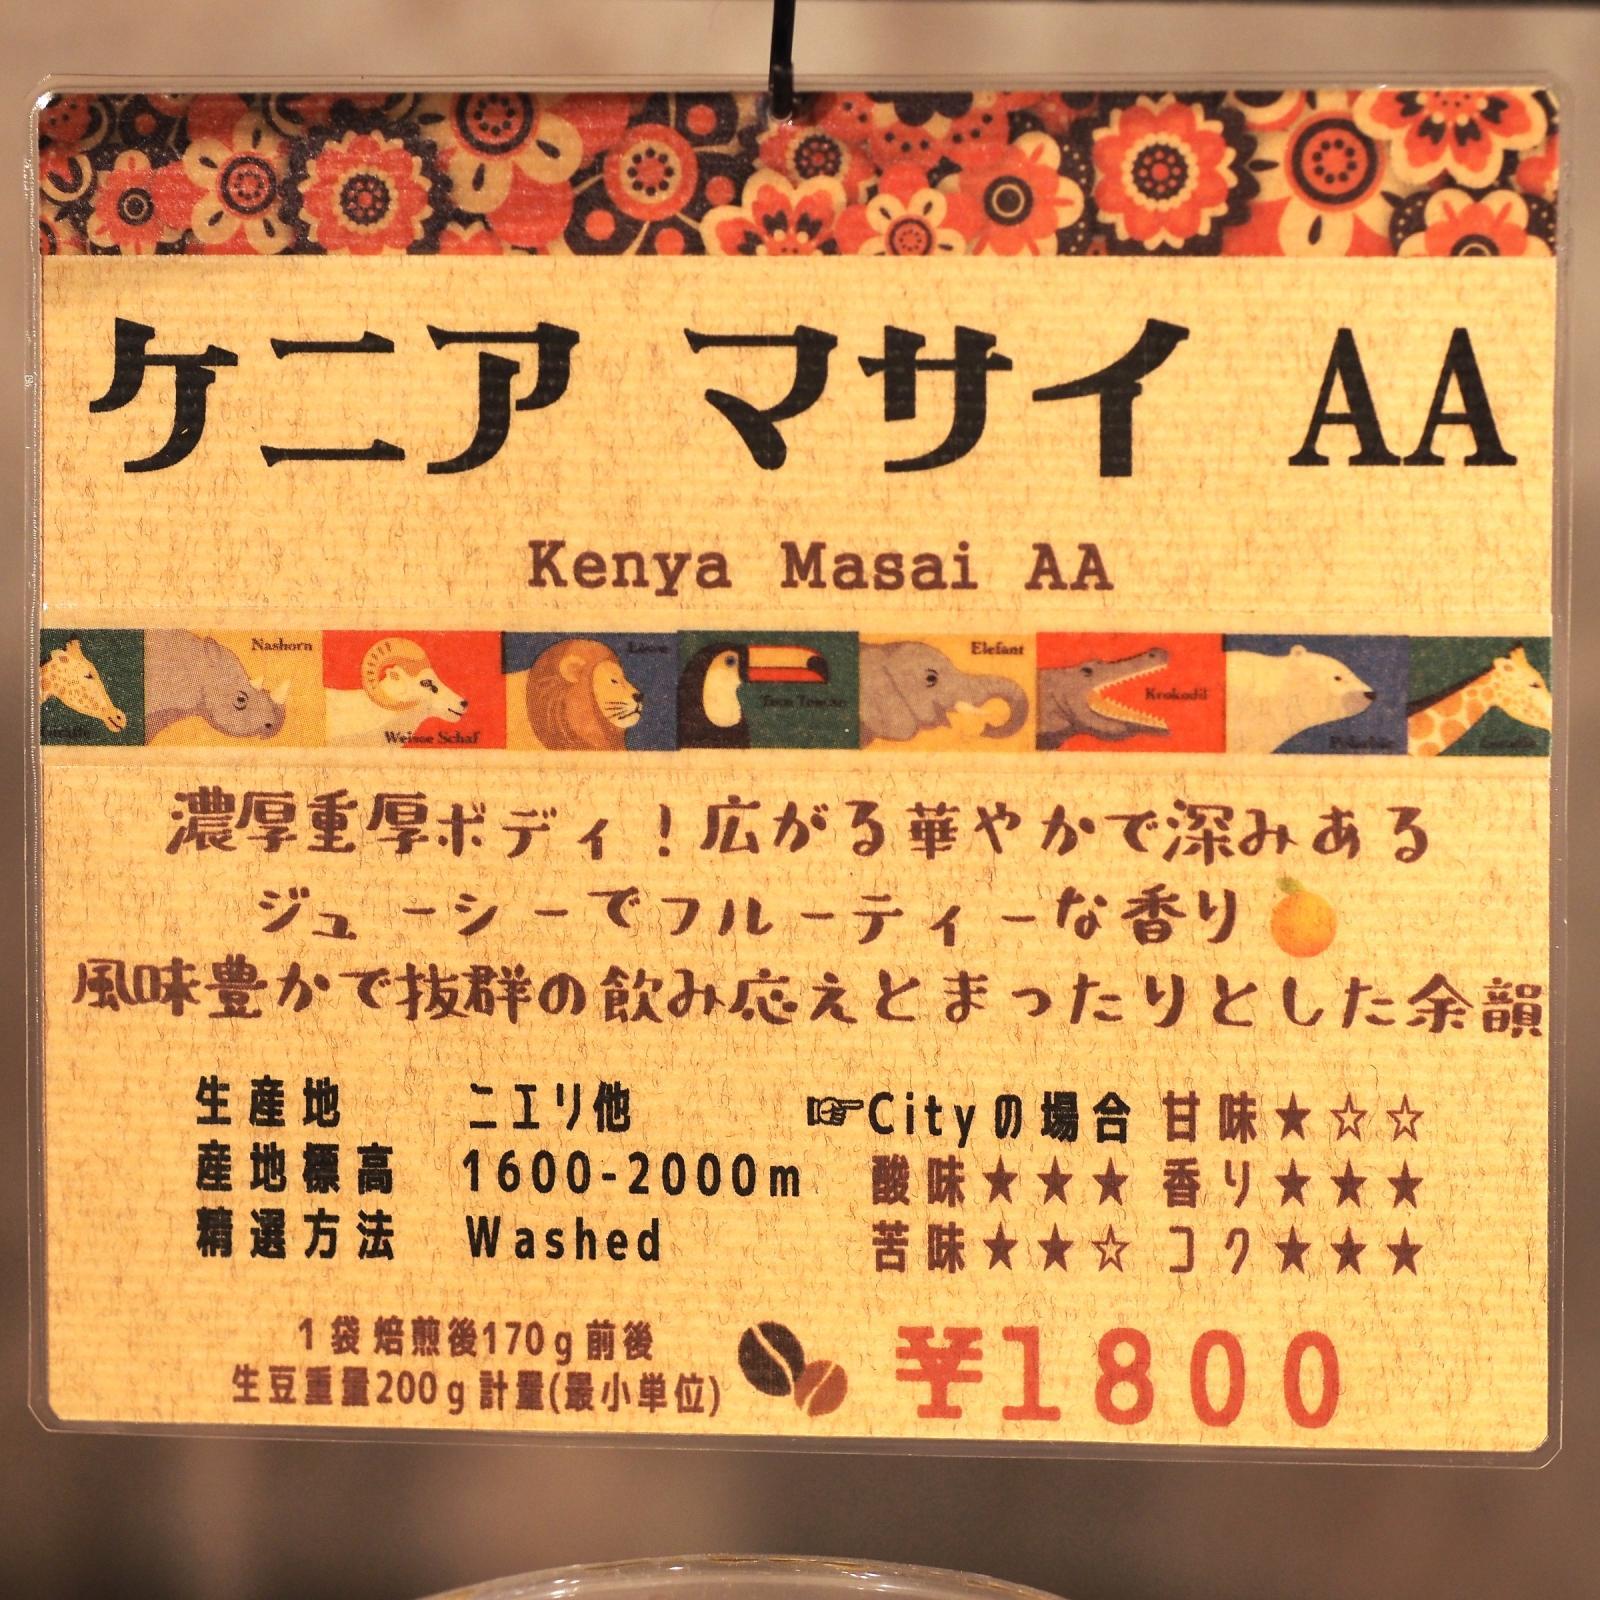 ケニア マサイ AA
Kenya Masai AA
Nashorn
Weisse Schaf
Löwe
Elefant
Krokodil
濃厚重厚ボディ！広がる華やかで深みある
ジューシーでフルーティーな香り
風味豊かで抜群の飲み応えとまったりとした余韻
生産地 ニエリ他
産地標高 1600-2000m
精選方法 Washed
☞Cityの場合 甘味★☆☆
酸味★★★ 香り★★★
苦味★★☆ コク★★★
1袋 焙煎後170g前後
生豆重量200g計量(最小単位)
¥1800